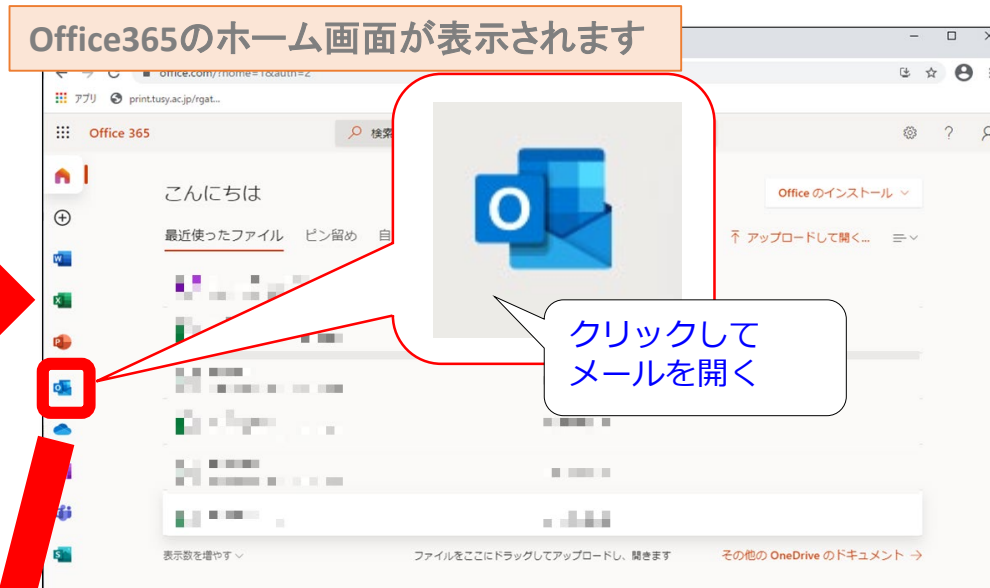 Office365のホーム画面が表示されます
office.com/?home=1&auth=2
アプリ print.tusy.ac.jp/rgat...
Office 365
検索
?
こんにちは
Office のインストール
最近使ったファイル ピン留め 自
アップロードして開く...
O
クリックして
メールを開く
表示数を増やす
ファイルをここにドラッグしてアップロードし、開きます
その他の OneDrive のドキュメント →